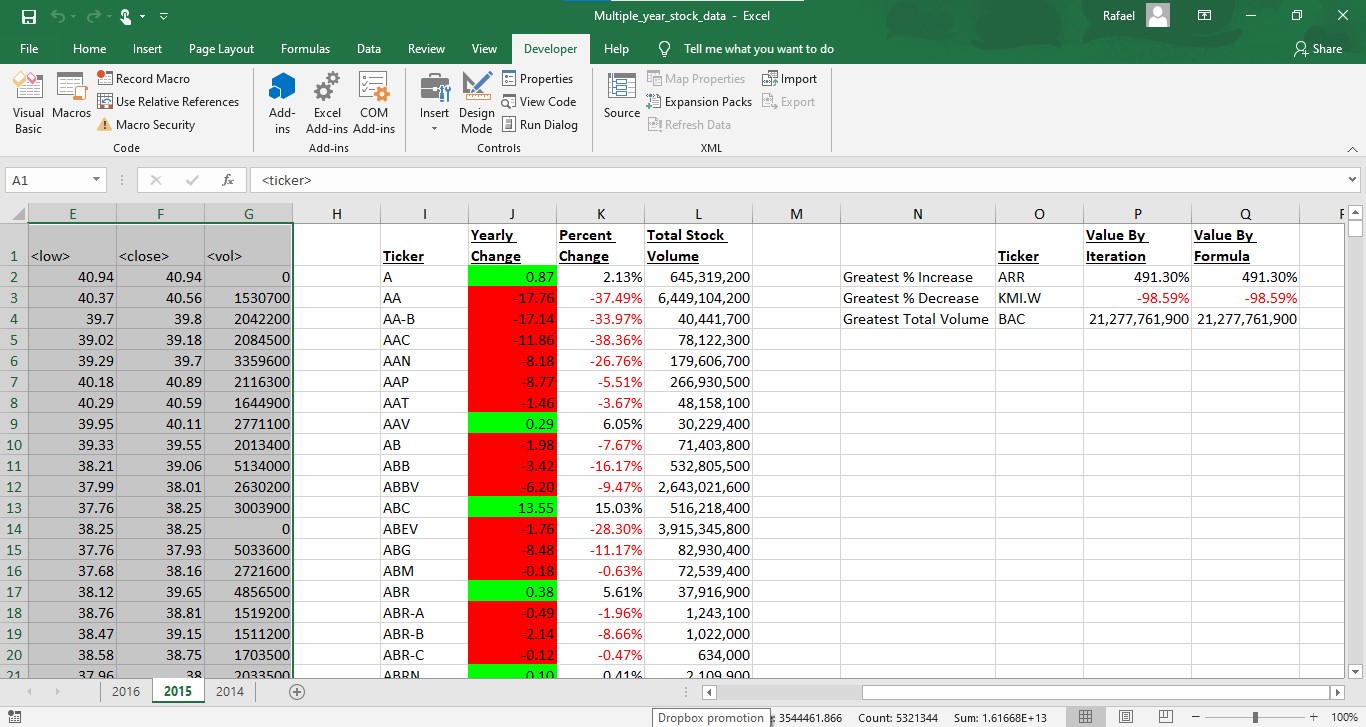 Multiple_year_stock_data - Excel
Rafael
File Home Insert Page Layout Formulas Data Review View Developer Help Tell me what you want to do Share
Visual Basic
Macros
Record Macro
Use Relative References
Macro Security
Code
Add-ins
Excel Add-ins
COM Add-ins
Add-ins
Insert
Design Mode
Properties
View Code
Run Dialog
Controls
Source
Map Properties
Expansion Packs
Refresh Data
Import
Export
XML
A1 fx <ticker>
E F G H I J K L M N O P Q
Yearly Percent Total Stock Value By Value By
1 <low> <close> <vol> Ticker Change Change Volume Ticker Iteration Formula
2 40.94 40.94 0 A 0.87 2.13% 645,319,200 Greatest % Increase ARR 491.30% 491.30%
3 40.37 40.56 1530700 AA -17.76 -37.49% 6,449,104,200 Greatest % Decrease KMI.W -98.59% -98.59%
4 39.7 39.8 2042200 AA-B -17.14 -33.97% 40,441,700 Greatest Total Volume BAC 21,277,761,900 21,277,761,900
5 39.02 39.18 2084500 AAC -11.86 -38.36% 78,122,300
6 39.29 39.7 3359600 AAN -8.18 -26.76% 179,606,700
7 40.18 40.89 2116300 AAP -8.77 -5.51% 266,930,500
8 40.29 40.59 1644900 AAT -1.46 -3.67% 48,158,100
9 39.95 40.11 2771100 AAV 0.29 6.05% 30,229,400
10 39.33 39.55 2013400 AB -1.98 -7.67% 71,403,800
11 38.21 39.06 5134000 ABB -3.42 -16.17% 532,805,500
12 37.99 38.01 2630200 ABBV -6.20 -9.47% 2,643,021,600
13 37.76 38.25 3003900 ABC 13.55 15.03% 516,218,400
14 38.25 38.25 0 ABEV -1.76 -28.30% 3,915,345,800
15 37.76 37.93 5033600 ABG -8.48 -11.17% 82,930,400
16 37.68 38.16 2721600 ABM -0.18 -0.63% 72,539,400
17 38.12 39.65 4856500 ABR 0.38 5.61% 37,916,900
18 38.76 38.81 1519200 ABR-A -0.49 -1.96% 1,243,100
19 38.47 39.15 1511200 ABR-B -2.14 -8.66% 1,022,000
20 38.58 38.75 1703500 ABR-C -0.12 -0.47% 634,000
21 37.96 38 2033500 ABRN 0.10 0.41% 2,109,900
2016 2015 2014
Dropbox promotion : 3544461.866 Count: 5321344 Sum: 1.61668E+13 100%